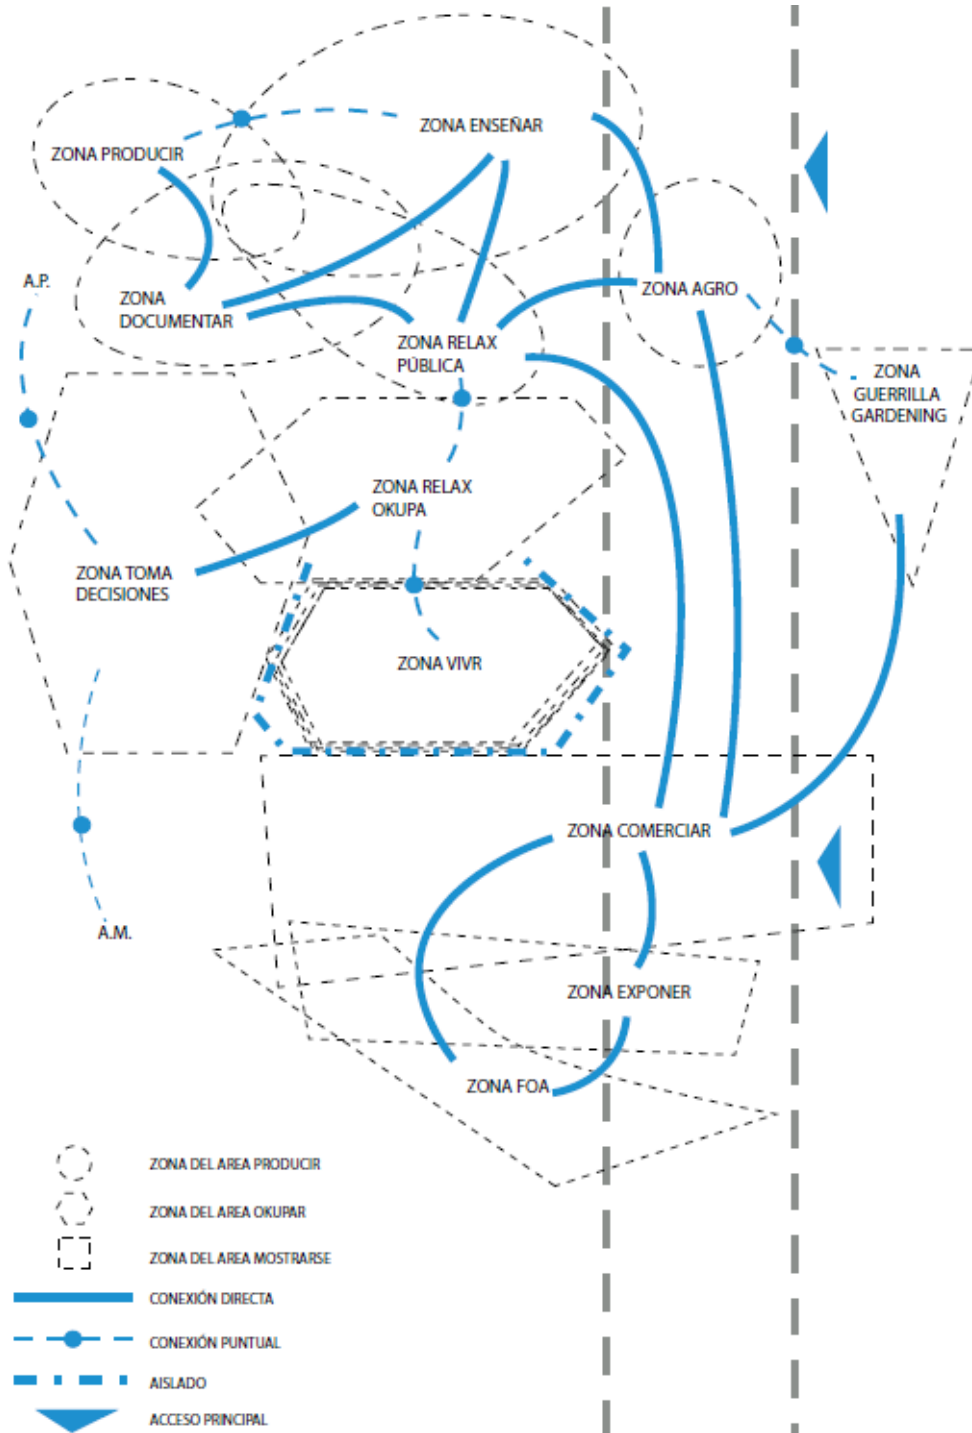 ZONA ENSEÑAR
ZONA PRODUCIR
A.P.
ZONA
DOCUMENTAR
ZONA AGRO
ZONA RELAX
PÚBLICA
ZONA
GUERRILLA
GARDENING
ZONA RELAX
OKUPA
ZONA TOMA
DECISIONES
ZONA VIVR
ZONA COMERCIAR
A.M.
ZONA EXPONER
ZONA FOA
ZONA DEL AREA PRODUCIR
ZONA DEL AREA OKUPAR
ZONA DEL AREA MOSTRARSE
CONEXIÓN DIRECTA
CONEXIÓN PUNTUAL
AISLADO
ACCESO PRINCIPAL